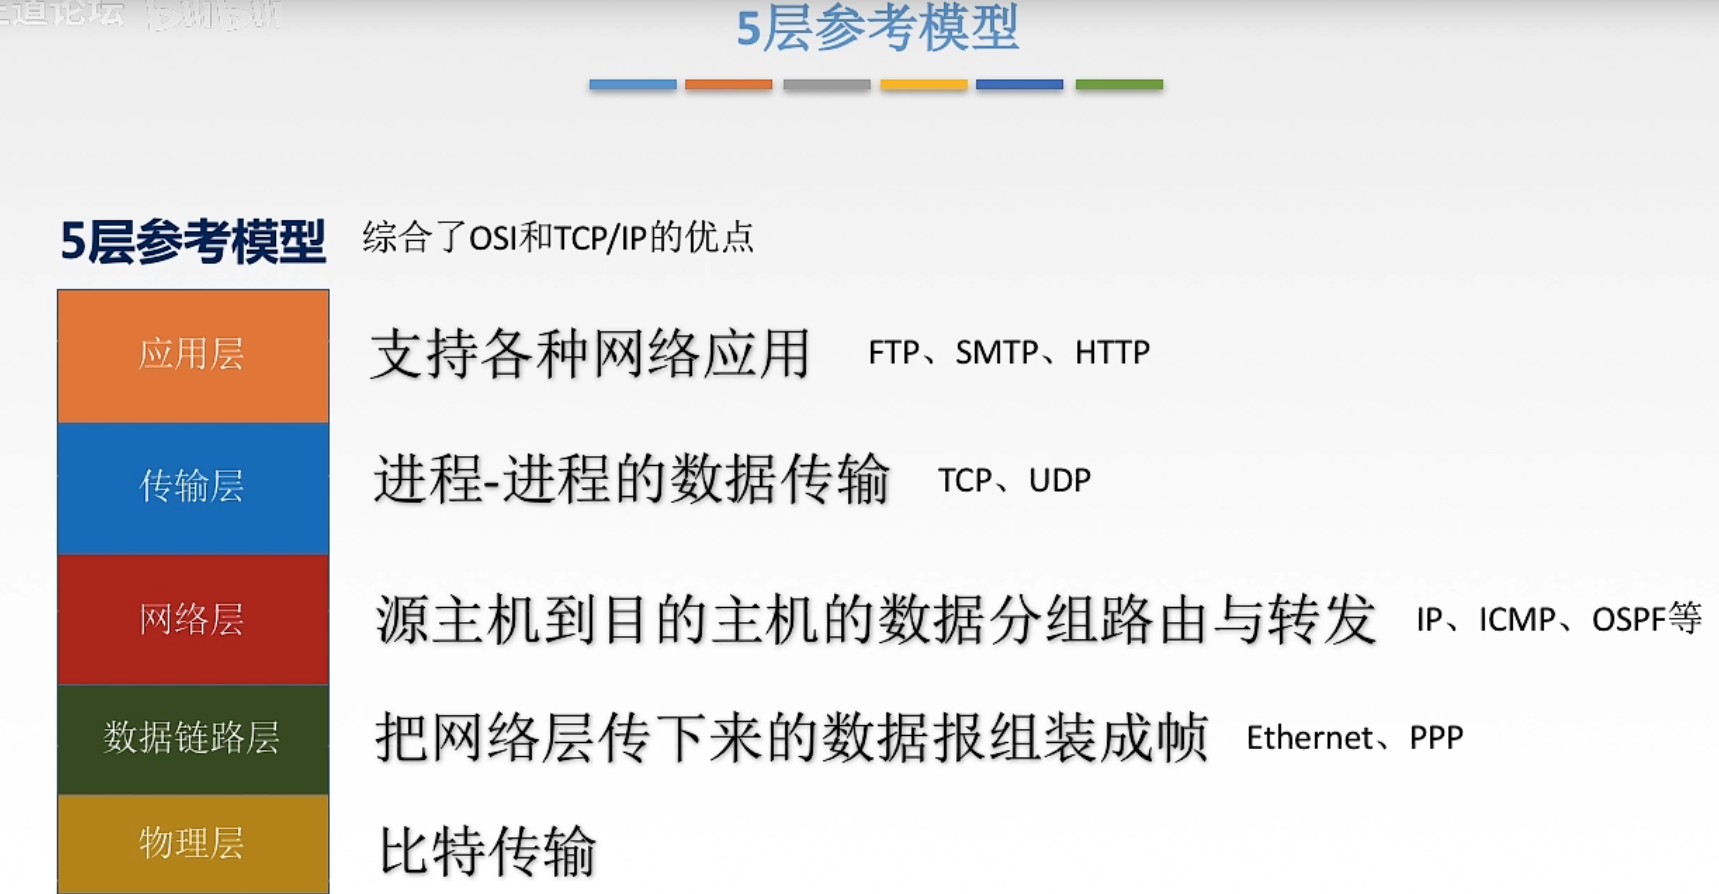 道论坛 bilibili
5层参考模型
5层参考模型 综合了OSI和TCP/IP的优点
应用层 支持各种网络应用 FTP、SMTP、HTTP
传输层 进程-进程的数据传输 TCP、UDP
网络层 源主机到目的主机的数据分组路由与转发 IP、ICMP、OSPF等
数据链路层 把网络层传下来的数据报组装成帧 Ethernet、PPP
物理层 比特传输